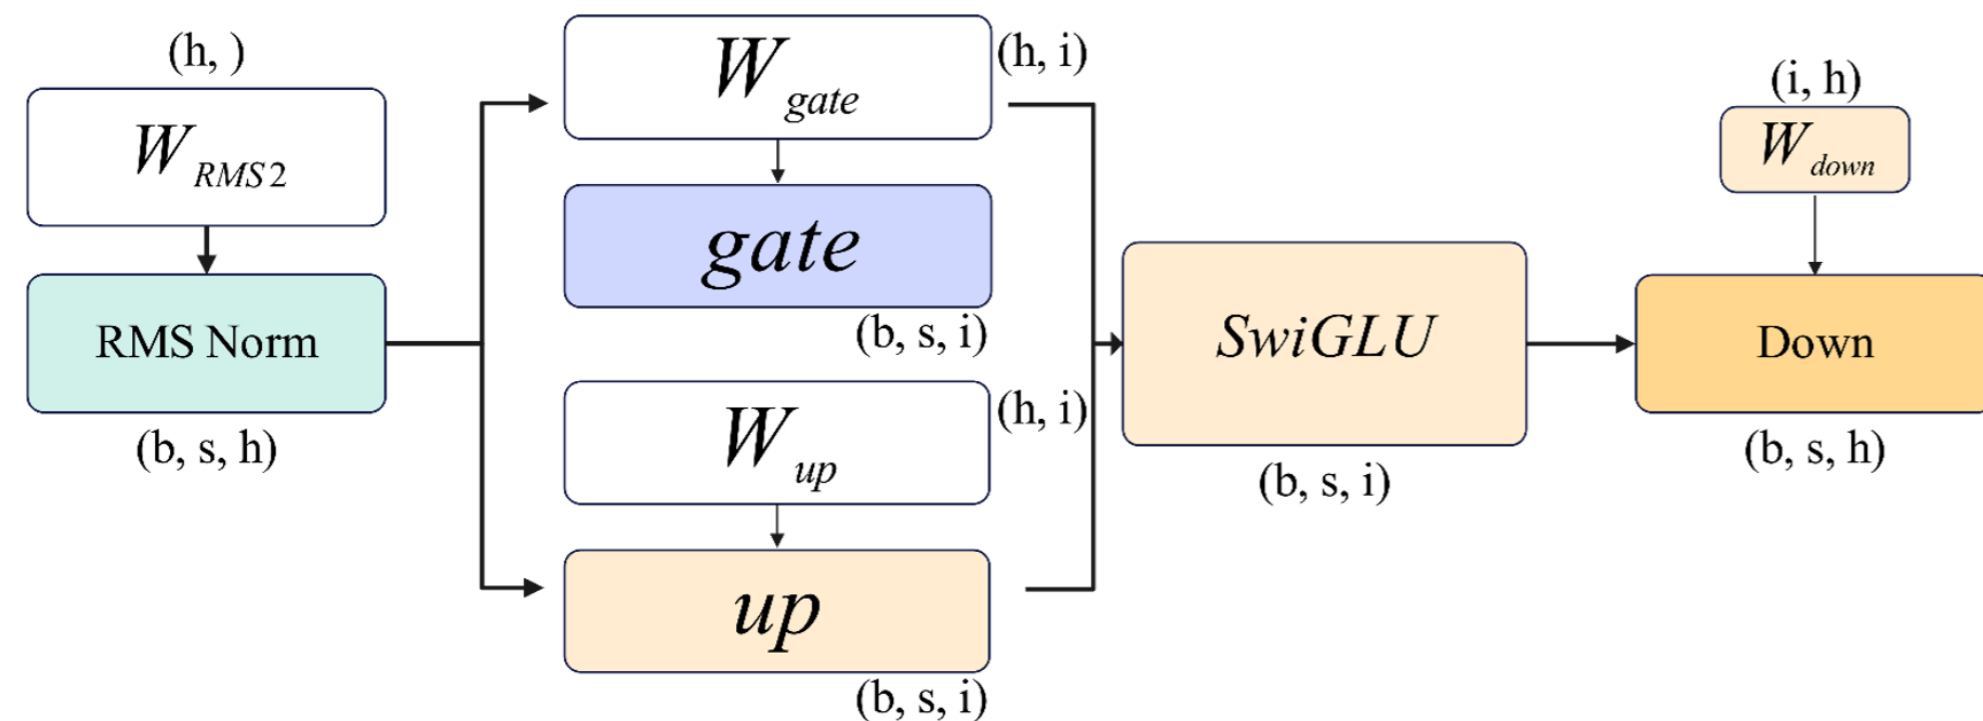 (h, )
W RMS2
RMS Norm
(b, s, h)
W gate
(h, i)
gate
(b, s, i)
W up
(h, i)
up
(b, s, i)
SwiGLU
(b, s, i)
(i, h)
W down
Down
(b, s, h)